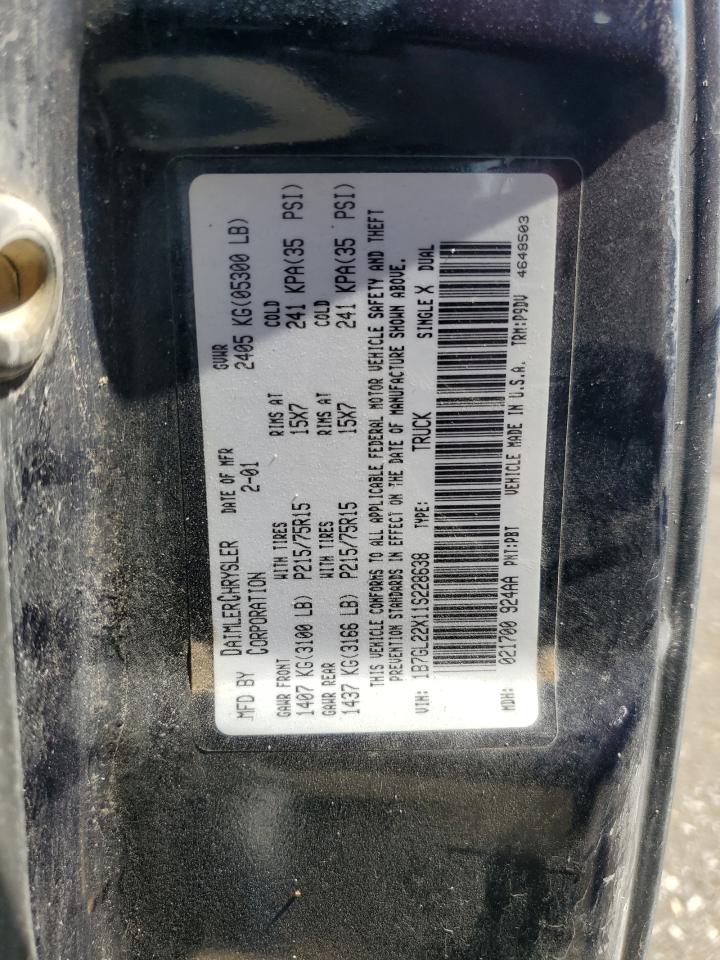 MFD BY DAIMLERCHRYSLER CORPORATION DATE OF MFR 2-01 GVWR 2405 KG(05300 LB)
GAWR FRONT WITH TIRES RIMS AT COLD
1407 KG(3100 LB) P215/75R15 15X7 241 KPA(35 PSI)
GAWR REAR WITH TIRES RIMS AT COLD
1437 KG(3166 LB) P215/75R15 15X7 241 KPA(35 PSI)
THIS VEHICLE CONFORMS TO ALL APPLICABLE FEDERAL MOTOR VEHICLE SAFETY AND THEFT
PREVENTION STANDARDS IN EFFECT ON THE DATE OF MANUFACTURE SHOWN ABOVE.
VIN: 1B7GL22X11S228638 TYPE: TRUCK SINGLE X DUAL
MDH: 021700 924AA PNT:PBT VEHICLE MADE IN U.S.A. TRM:P9DV 4648503